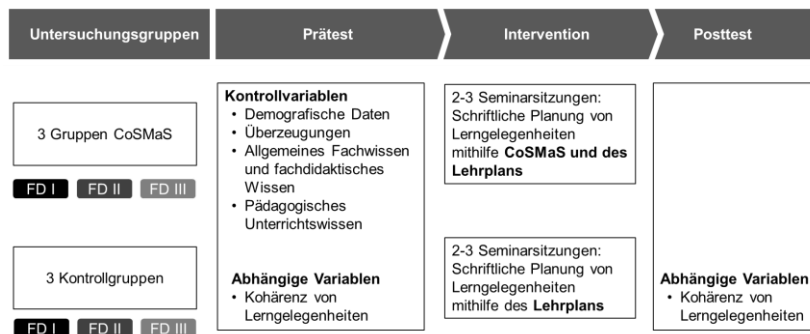 Untersuchungsgruppen
Prätest
Intervention
Posttest
3 Gruppen CoSMaS
FD I
FD II
FD III
3 Kontrollgruppen
FD I
FD II
FD III
Kontrollvariablen
• Demografische Daten
• Überzeugungen
• Allgemeines Fachwissen
und fachdidaktisches
Wissen
• Pädagogisches
Unterrichtswissen
Abhängige Variablen
• Kohärenz von
Lerngelegenheiten
2-3 Seminarsitzungen:
Schriftliche Planung von
Lerngelegenheiten
mithilfe CoSMaS und des
Lehrplans
2-3 Seminarsitzungen:
Schriftliche Planung von
Lerngelegenheiten
mithilfe des Lehrplans
Abhängige Variablen
• Kohärenz von
Lerngelegenheiten